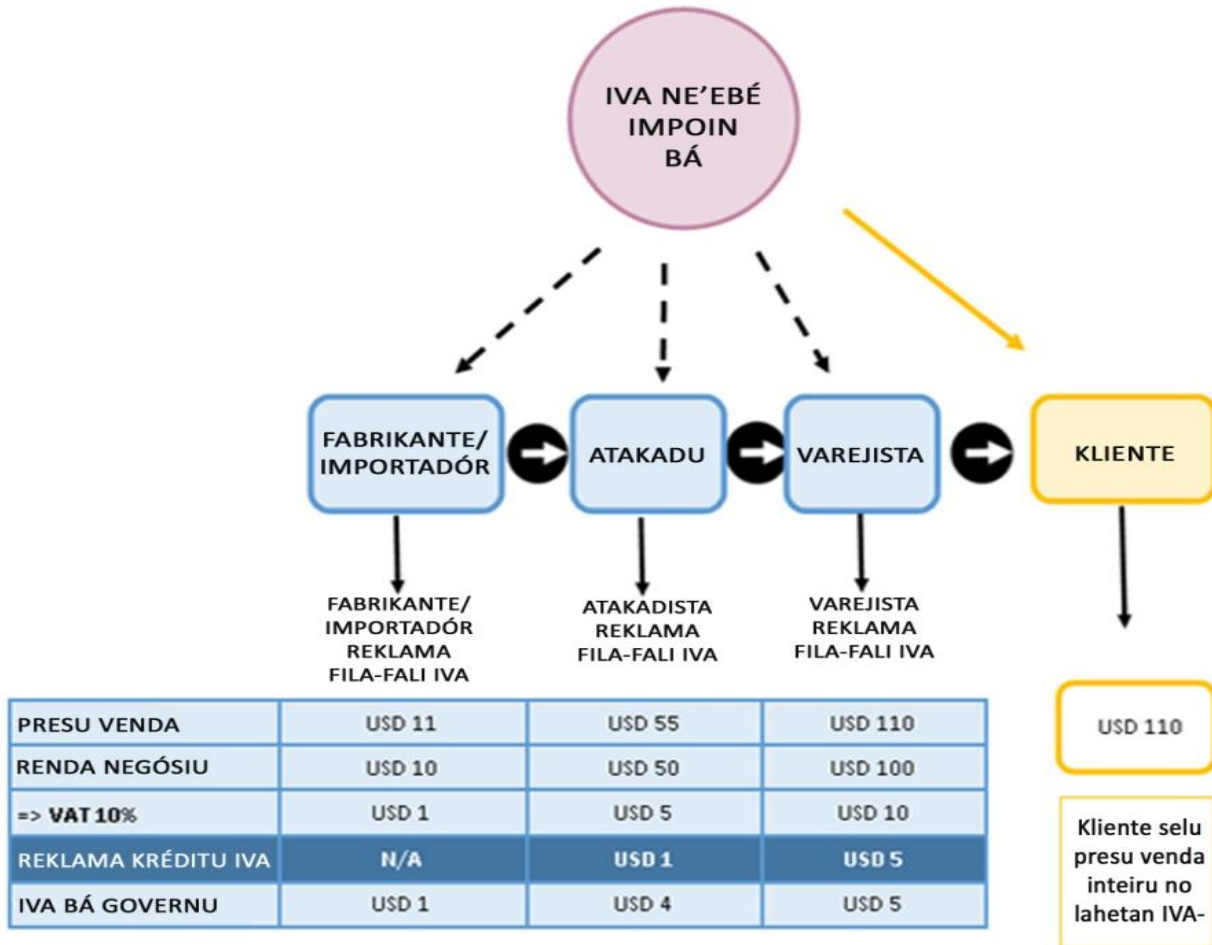 IVA NE’EBÉ
IMPOIN
BÁ
FABRIKANTE/
IMPORTADÓR
ATAKADU
VAREJISTA
KLIENTE
FABRIKANTE/
IMPORTADÓR
REKLAMA
FILA-FALI IVA
ATAKADISTA
REKLAMA
FILA-FALI IVA
VAREJISTA
REKLAMA
FILA-FALI IVA
PRESU VENDA USD 11 USD 55 USD 110
RENDA NEGÓSIU USD 10 USD 50 USD 100
=> VAT 10% USD 1 USD 5 USD 10
REKLAMA KRÉDITU IVA N/A USD 1 USD 5
IVA BÁ GOVERNU USD 1 USD 4 USD 5
USD 110
Kliente selu
presu venda
inteiru no
lahetan IVA-